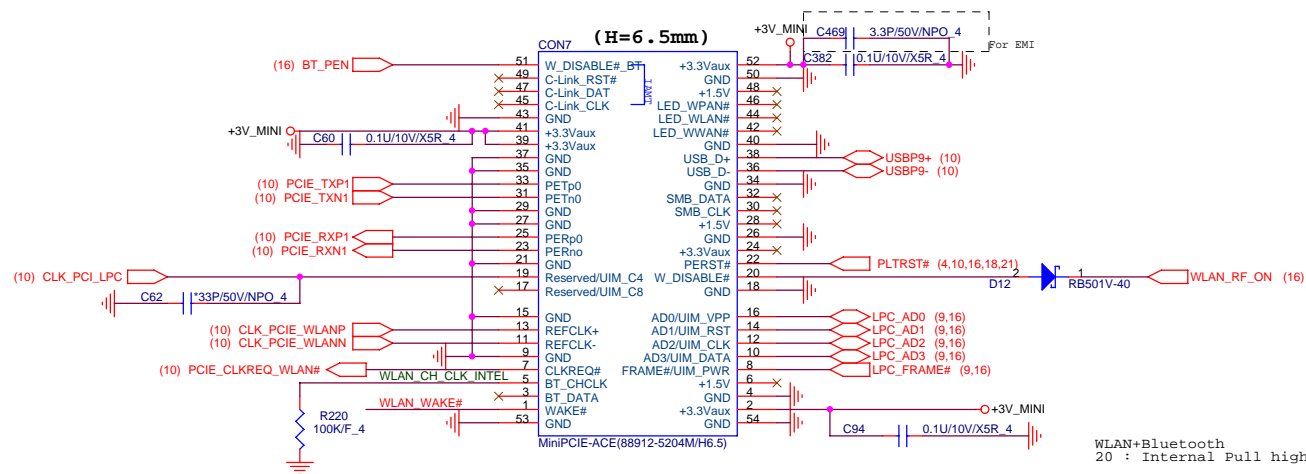 (H=6.5mm)
CON7
+3V_MINI
C469 3.3P/50V/NPO_4
For EMI
C382 0.1U/10V/X5R_4
(16) BT_PEN
51 W_DISABLE#_BT
49 C-Link_RST#
47 C-Link_DAT
45 C-Link_CLK
IAMT
43 GND
41 +3.3Vaux
39 +3.3Vaux
+3V_MINI
C60 0.1U/10V/X5R_4
37 GND
35 GND
(10) PCIE_TXP1 33 PETp0
(10) PCIE_TXN1 31 PETn0
29 GND
27 GND
(10) PCIE_RXP1 25 PERp0
(10) PCIE_RXN1 23 PERno
21 GND
(10) CLK_PCI_LPC 19 Reserved/UIM_C4
17 Reserved/UIM_C8
C62 *33P/50V/NPO_4
15 GND
(10) CLK_PCIE_WLANP 13 REFCLK+
(10) CLK_PCIE_WLANN 11 REFCLK-
9 GND
(10) PCIE_CLKREQ_WLAN# 7 CLKREQ#
WLAN_CH_CLK_INTEL 5 BT_CHCLK
3 BT_DATA
WLAN_WAKE# 1 WAKE#
53 GND
R220
100K/F_4
+3.3Vaux 52
GND 50
+1.5V 48
LED_WPAN# 46
LED_WLAN# 44
LED_WWAN# 42
GND 40
USB_D+ 38 USBP9+ (10)
USB_D- 36 USBP9- (10)
GND 34
SMB_DATA 32
SMB_CLK 30
+1.5V 28
GND 26
+3.3Vaux 24
PERST# 22 PLTRST# (4,10,16,18,21)
W_DISABLE# 20 2 1 WLAN_RF_ON (16)
D12 RB501V-40
GND 18
AD0/UIM_VPP 16 LPC_AD0 (9,16)
AD1/UIM_RST 14 LPC_AD1 (9,16)
AD2/UIM_CLK 12 LPC_AD2 (9,16)
AD3/UIM_DATA 10 LPC_AD3 (9,16)
FRAME#/UIM_PWR 8 LPC_FRAME# (9,16)
+1.5V 6
GND 4
+3.3Vaux 2 +3V_MINI
GND 54
C94 0.1U/10V/X5R_4
MiniPCIE-ACE(88912-5204M/H6.5)
WLAN+Bluetooth
20 : Internal Pull high